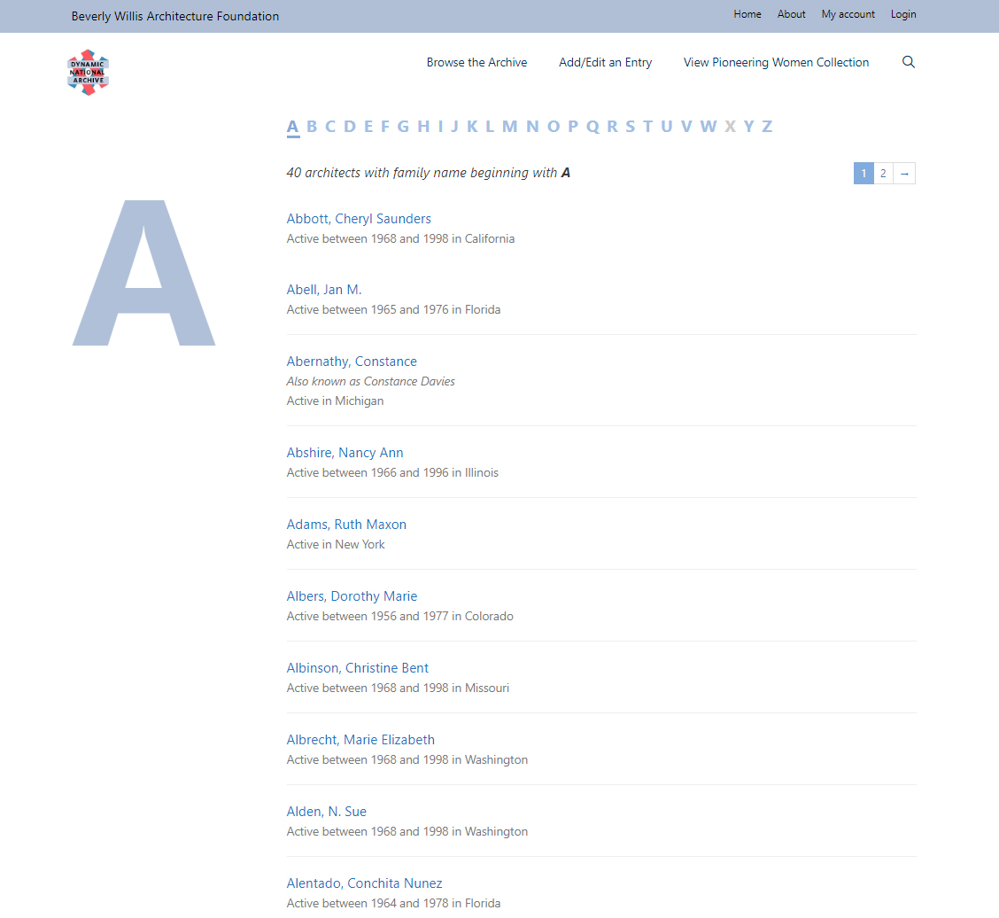 Beverly Willis Architecture Foundation
Home About My account Login
DYNAMIC
NATIONAL
ARCHIVE
Browse the Archive Add/Edit an Entry View Pioneering Women Collection
A B C D E F G H I J K L M N O P Q R S T U V W X Y Z
40 architects with family name beginning with A
1 2 →
A
Abbott, Cheryl Saunders
Active between 1968 and 1998 in California
Abell, Jan M.
Active between 1965 and 1976 in Florida
Abernathy, Constance
Also known as Constance Davies
Active in Michigan
Abshire, Nancy Ann
Active between 1966 and 1996 in Illinois
Adams, Ruth Maxon
Active in New York
Albers, Dorothy Marie
Active between 1956 and 1977 in Colorado
Albinson, Christine Bent
Active between 1968 and 1998 in Missouri
Albrecht, Marie Elizabeth
Active between 1968 and 1998 in Washington
Alden, N. Sue
Active between 1968 and 1998 in Washington
Alentado, Conchita Nunez
Active between 1964 and 1978 in Florida